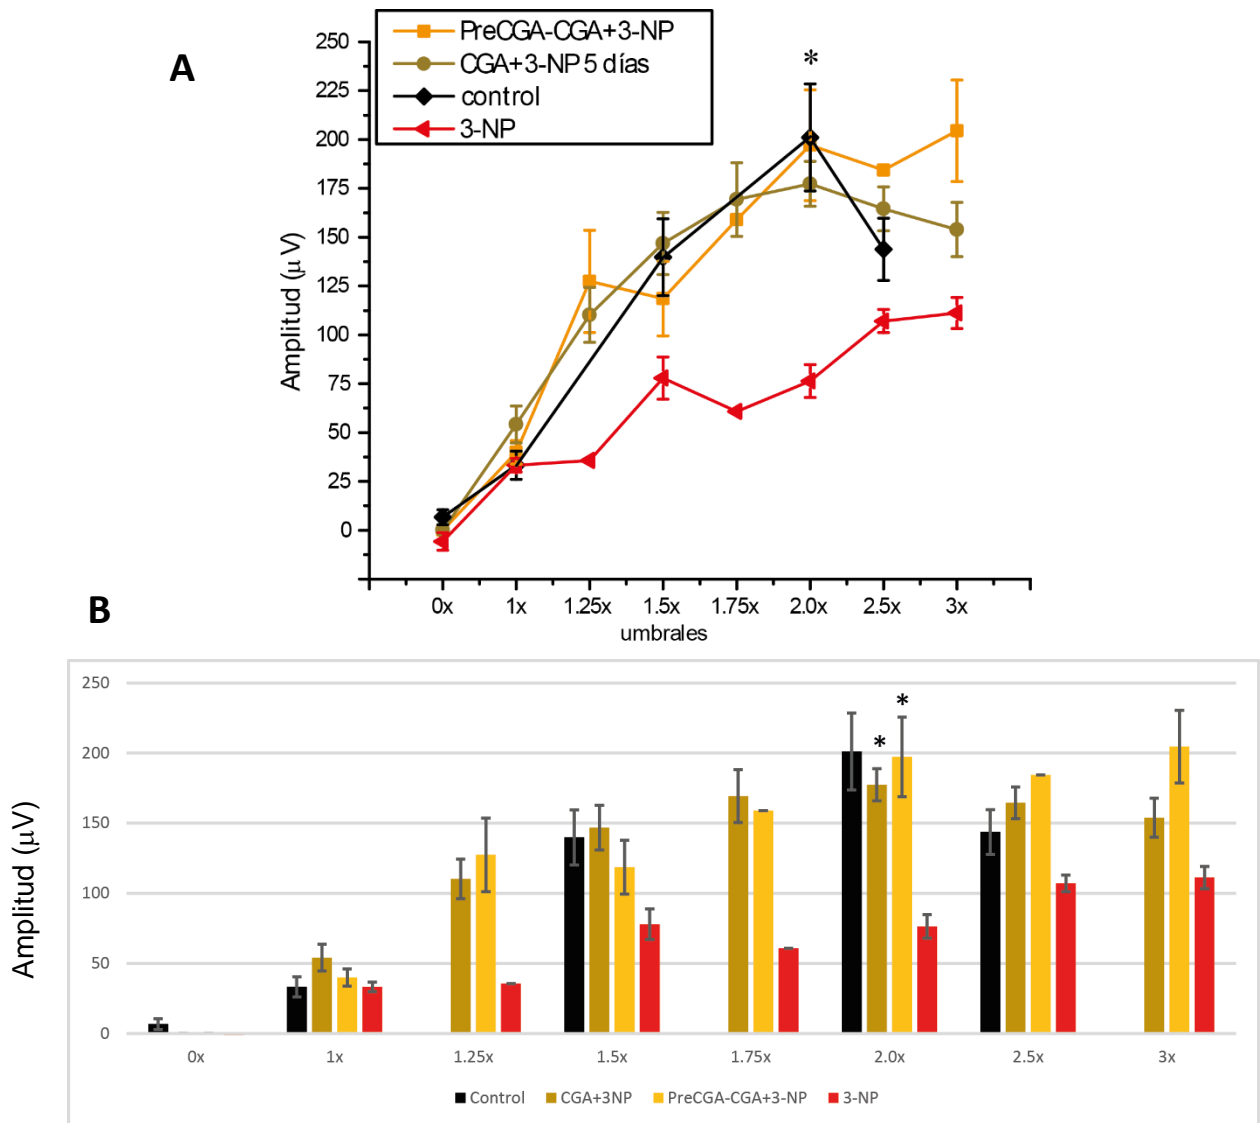 A
PreCGA-CGA+3-NP
CGA+3-NP 5 días
control
3-NP
*
250
225
200
175
150
125
100
75
50
25
0
Amplitud (μ V)
0x 1x 1.25x 1.5x 1.75x 2.0x 2.5x 3x
umbrales
B
250
200
150
100
50
0
* *
Amplitud (μV)
0x 1x 1.25x 1.5x 1.75x 2.0x 2.5x 3x
Control CGA+3NP PreCGA-CGA+3-NP 3-NP